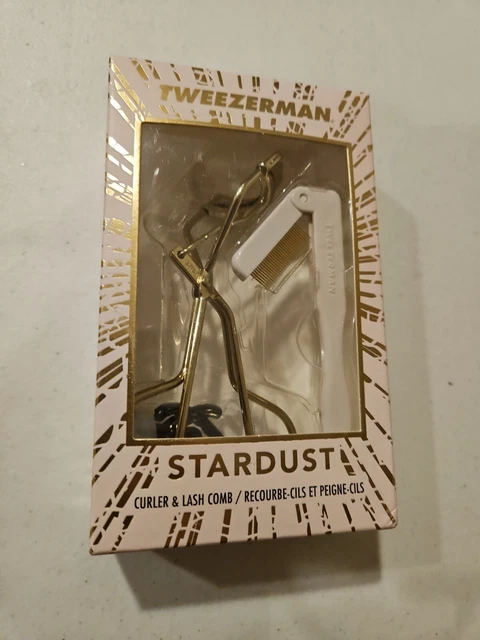 TWEEZERMAN
TWEEZERMAN
STARDUST
CURLER & LASH COMB / RECOURBE-CILS ET PEIGNE-CILS